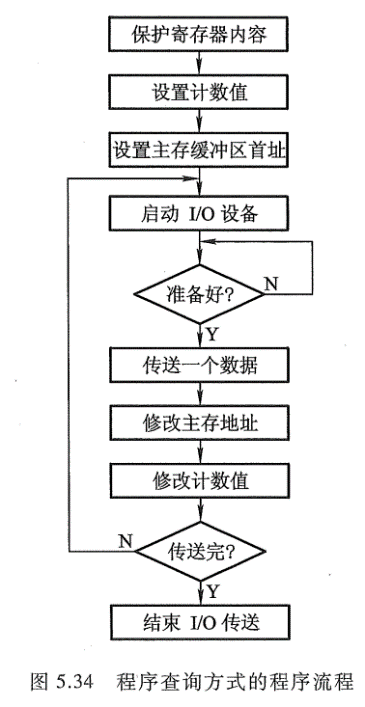 保护寄存器内容
设置计数值
设置主存缓冲区首址
启动 I/O 设备
准备好?
N
Y
传送一个数据
修改主存地址
修改计数值
N
传送完?
Y
结束 I/O 传送
图 5.34 程序查询方式的程序流程